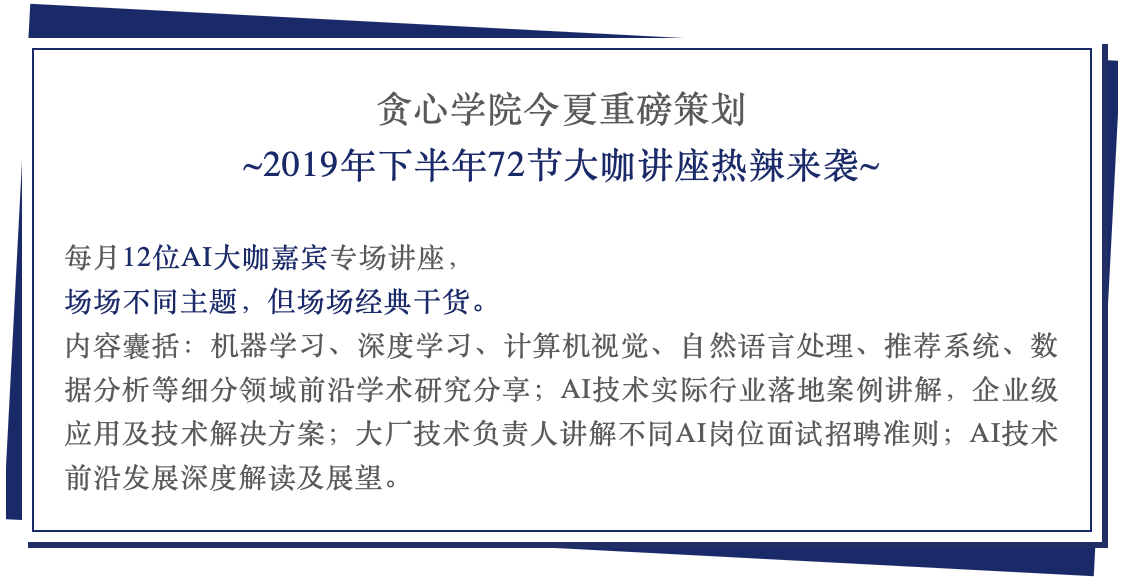 贪心学院今夏重磅策划
~2019年下半年72节大咖讲座热辣来袭~
每月12位AI大咖嘉宾专场讲座，
场场不同主题，但场场经典干货。
内容囊括：机器学习、深度学习、计算机视觉、自然语言处理、推荐系统、数
据分析等细分领域前沿学术研究分享；AI技术实际行业落地案例讲解，企业级
应用及技术解决方案；大厂技术负责人讲解不同AI岗位面试招聘准则；AI技术
前沿发展深度解读及展望。